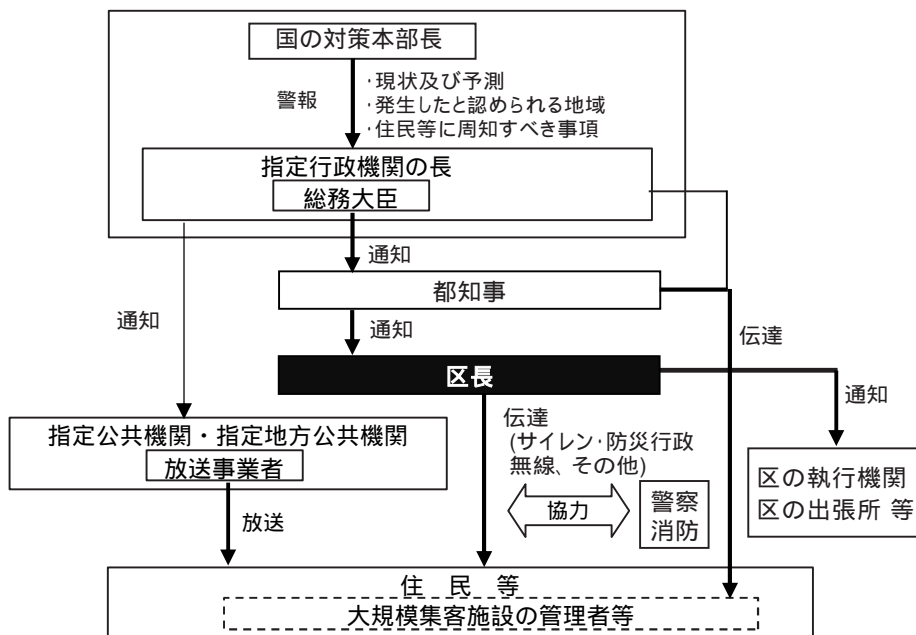 国の対策本部長
警報
・現状及び予測
・発生したと認められる地域
・住民等に周知すべき事項
指定行政機関の長
総務大臣
通知
都知事
通知
通知
伝達
区長
通知
指定公共機関・指定地方公共機関
放送事業者
伝達
(サイレン・防災行政
無線、その他)
協力
警察
消防
区の執行機関
区の出張所 等
放送
住 民 等
大規模集客施設の管理者等